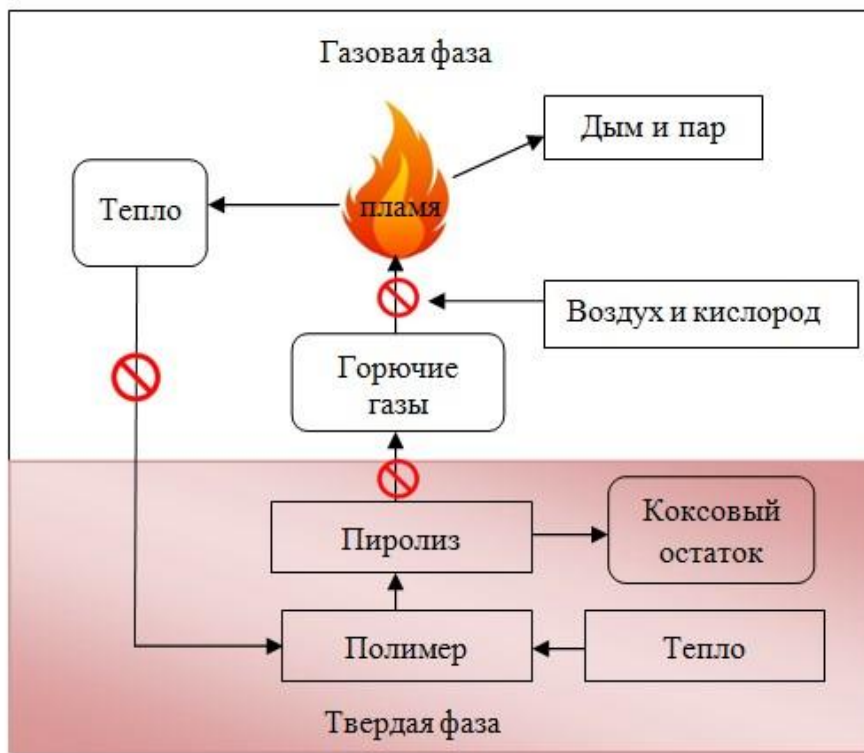 Газовая фаза
Дым и пар
Тепло
пламя
Воздух и кислород
Горючие
газы
Коксовый
остаток
Пиролиз
Полимер
Тепло
Твердая фаза